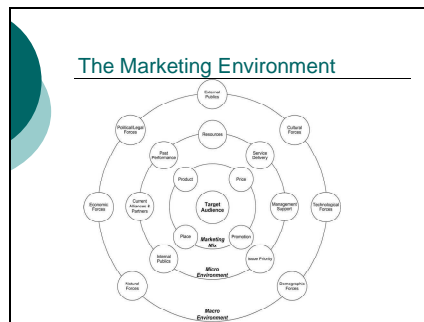 The Marketing Environment
External
Publics
Political/Legal
Forces
Cultural
Forces
Resources
Past
Performance
Service
Delivery
Product
Price
Economic
Forces
Current
Alliances &
Partners
Target
Audience
Management
Support
Technological
Forces
Place
Promotion
Marketing
Mix
Internal
Publics
Issue Priority
Micro
Environment
Natural
Forces
Demographic
Forces
Macro
Environment